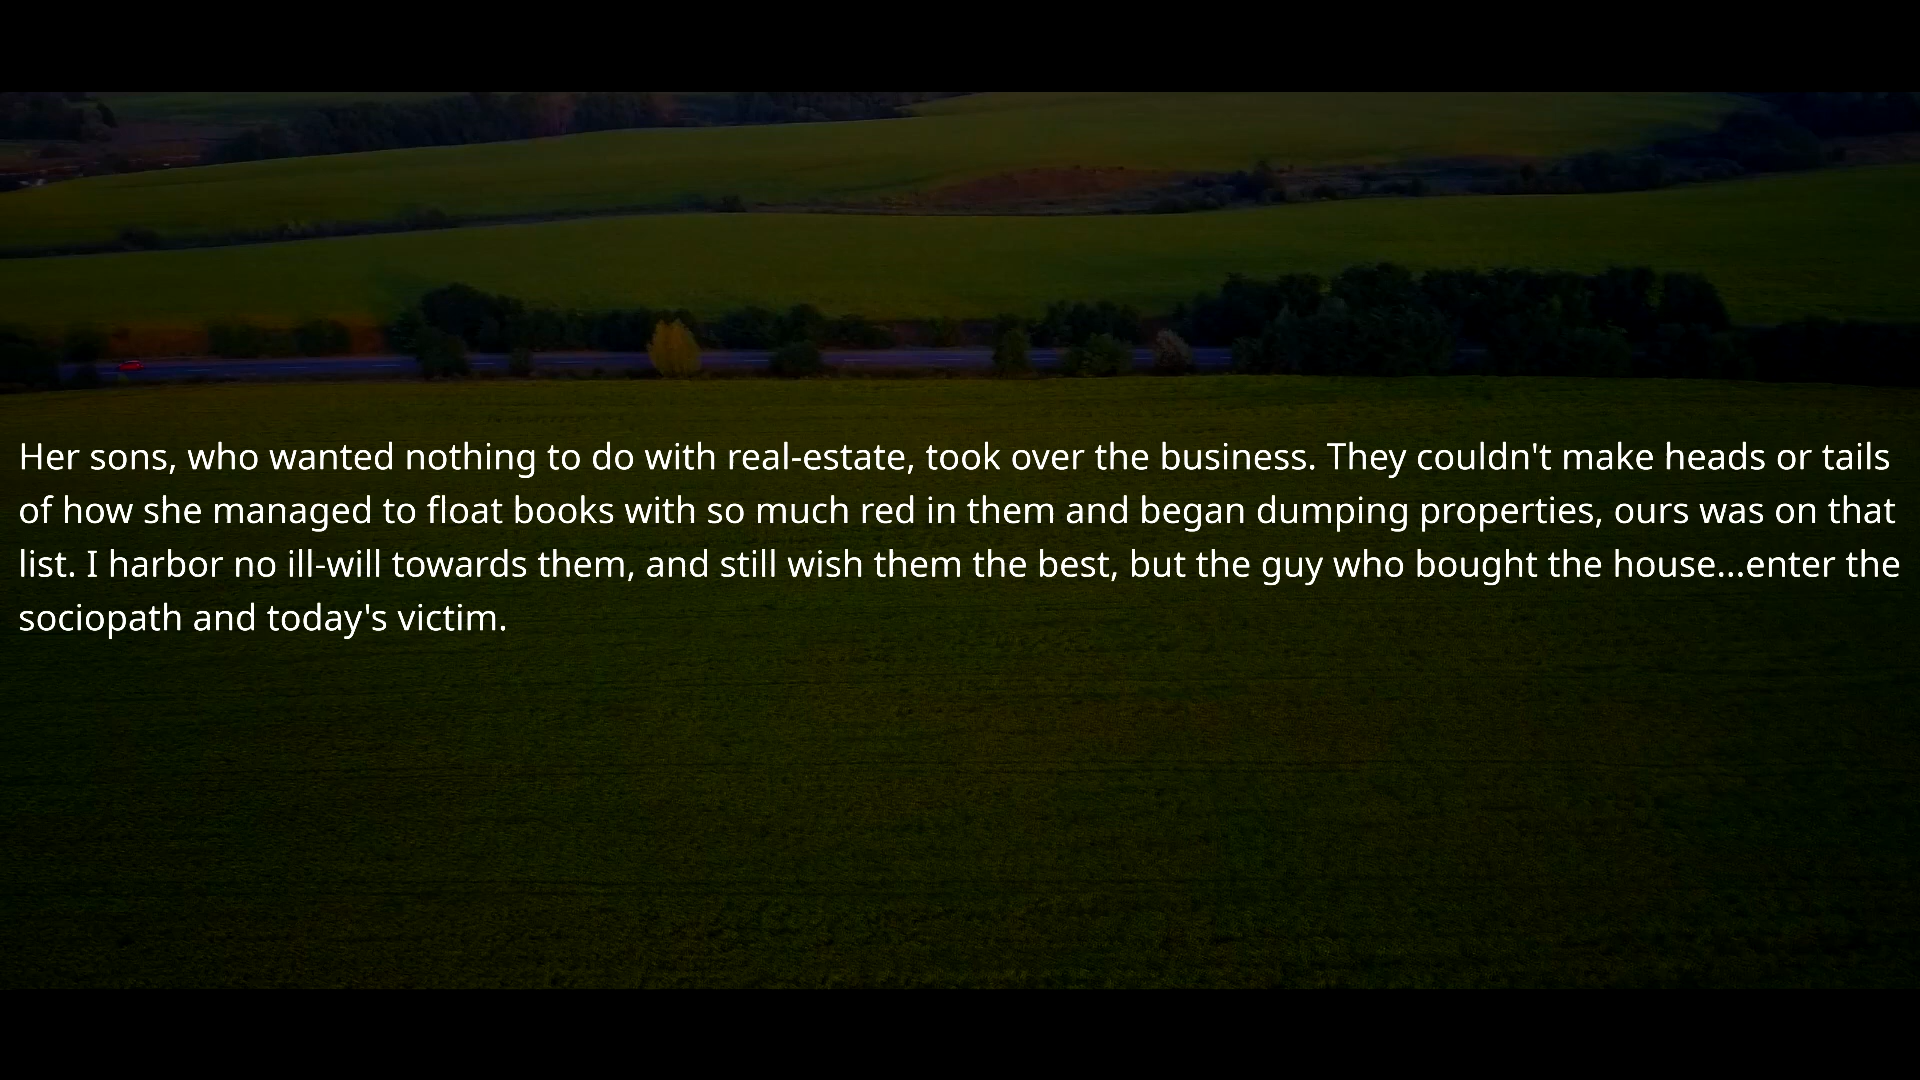 Her sons, who wanted nothing to do with real-estate, took over the business. They couldn't make heads or tails
of how she managed to float books with so much red in them and began dumping properties, ours was on that
list. I harbor no ill-will towards them, and still wish them the best, but the guy who bought the house...enter the
sociopath and today's victim.